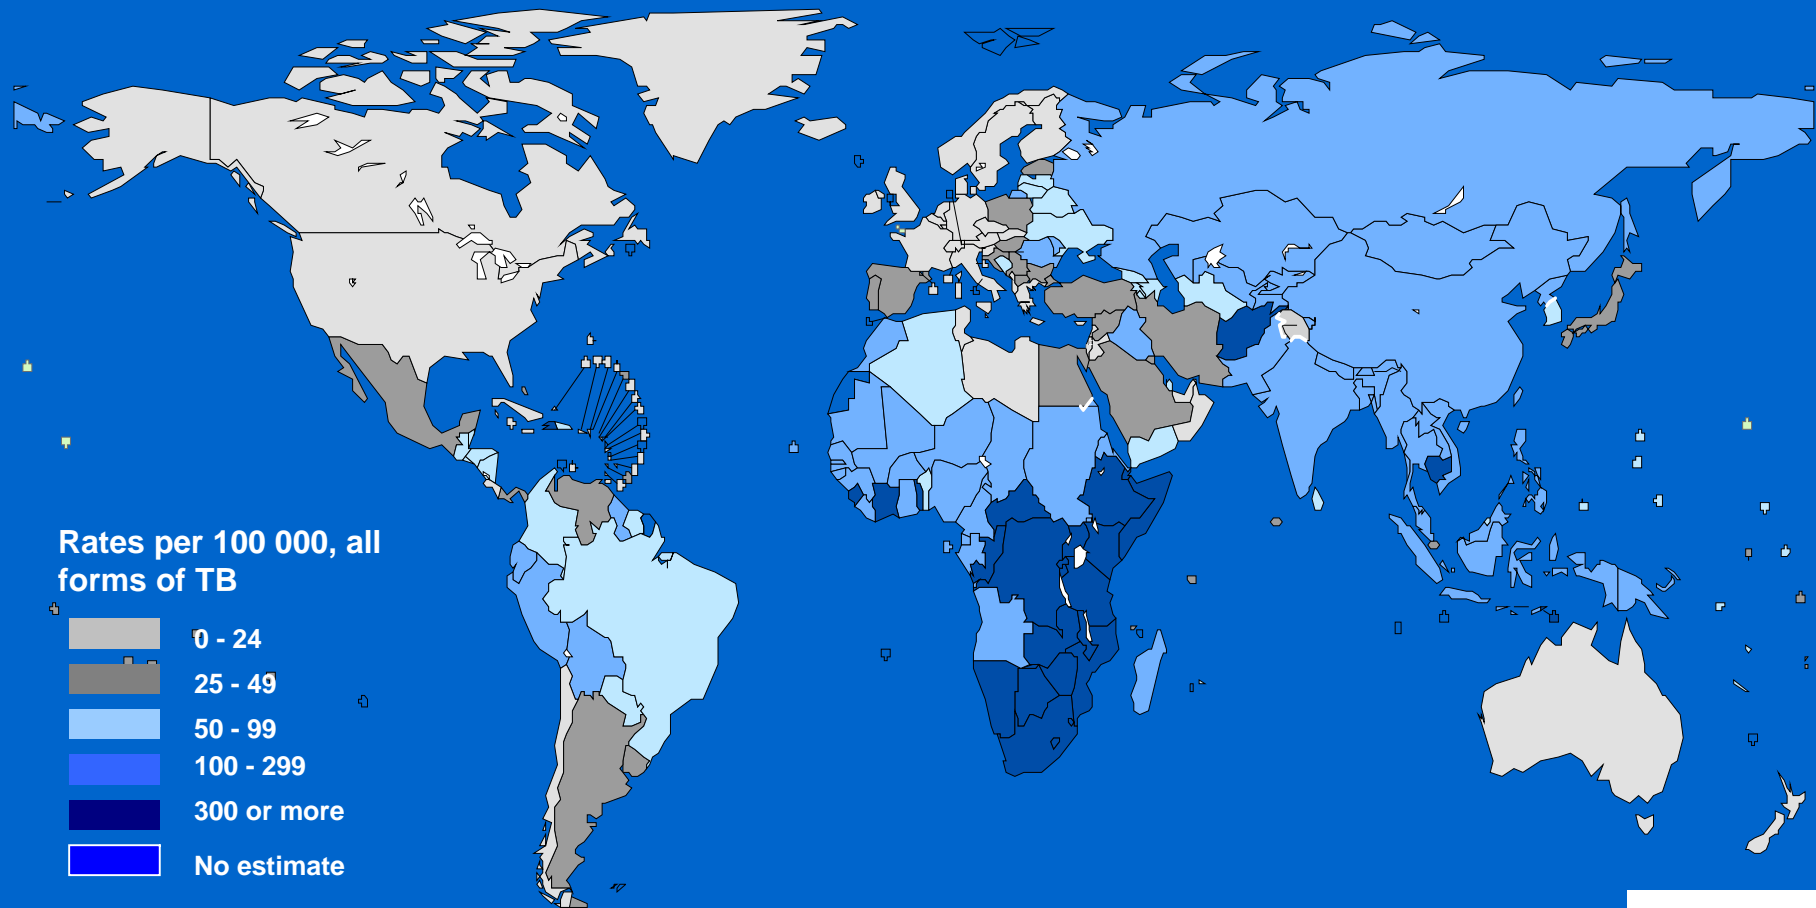 Rates per 100 000, all
forms of TB
0 - 24
25 - 49
50 - 99
100 - 299
300 or more
No estimate